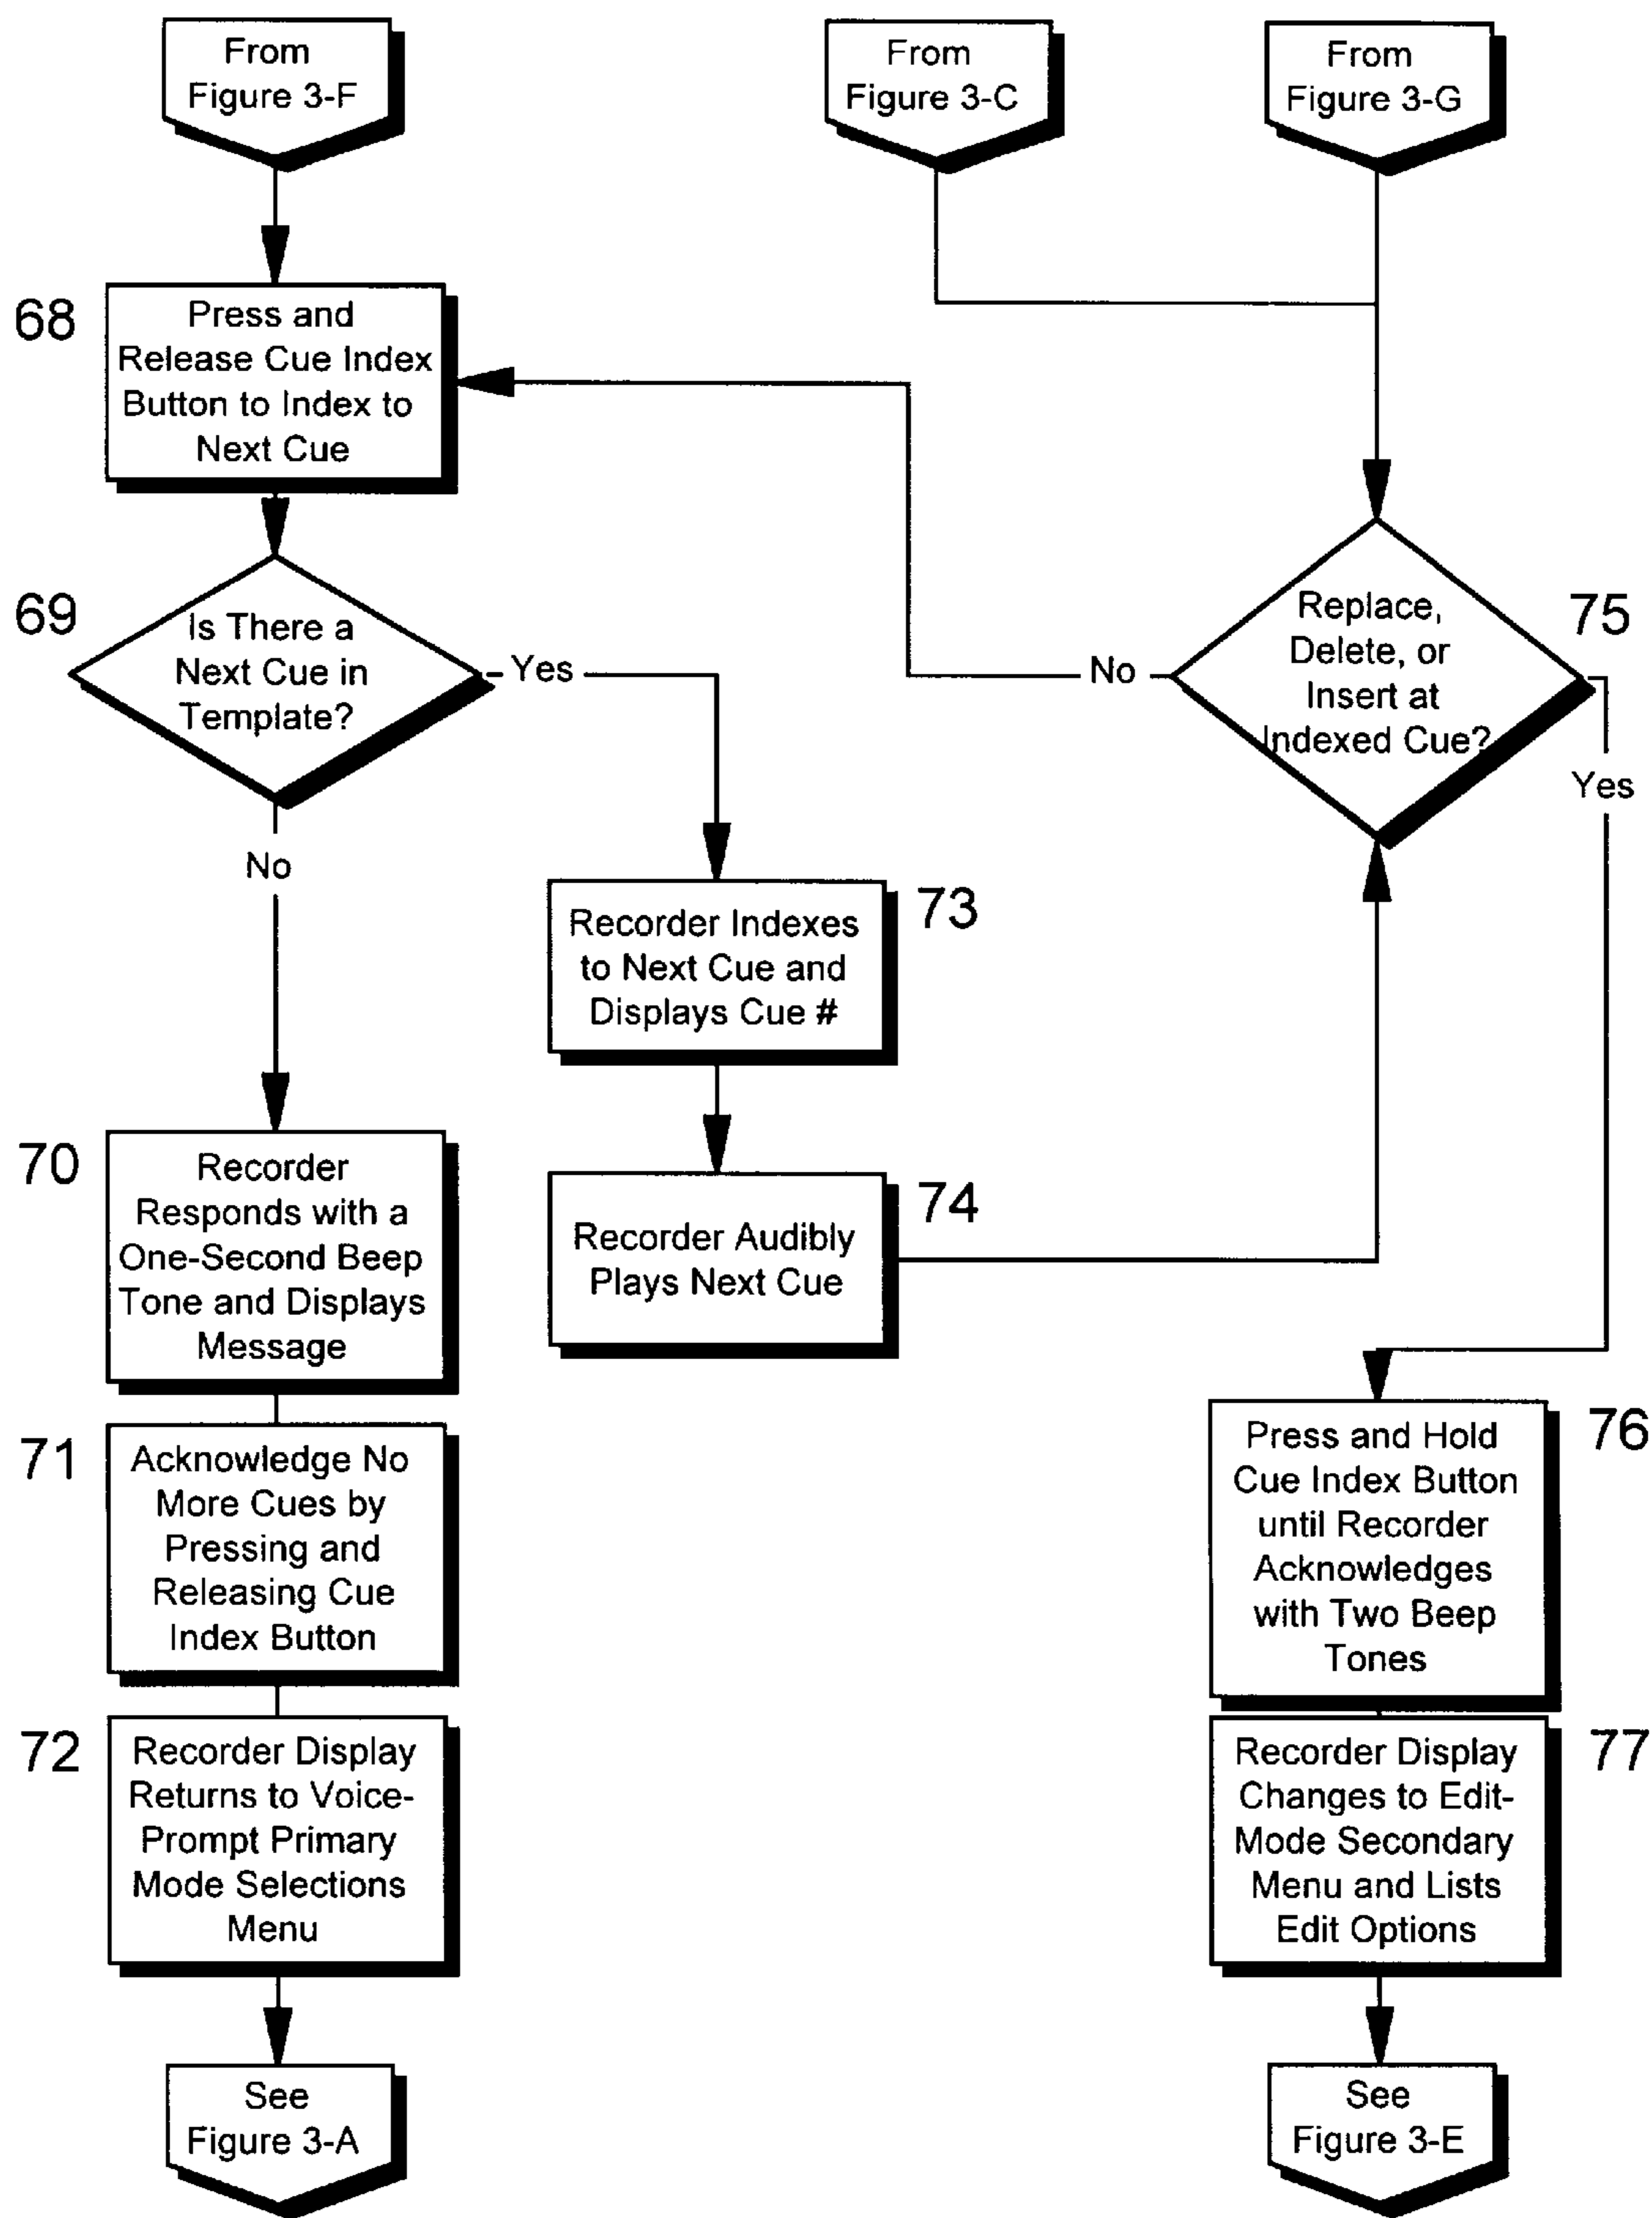 From
Figure 3-F
From
Figure 3-C
From
Figure 3-G
68
Press and
Release Cue Index
Button to Index to
Next Cue
69
Is There a
Next Cue in
Template?
Yes
No
75
Replace,
Delete, or
Insert at
Indexed Cue?
No
Yes
73
Recorder Indexes
to Next Cue and
Displays Cue #
74
Recorder Audibly
Plays Next Cue
70
Recorder
Responds with a
One-Second Beep
Tone and Displays
Message
71
Acknowledge No
More Cues by
Pressing and
Releasing Cue
Index Button
72
Recorder Display
Returns to Voice-
Prompt Primary
Mode Selections
Menu
See
Figure 3-A
76
Press and Hold
Cue Index Button
until Recorder
Acknowledges
with Two Beep
Tones
77
Recorder Display
Changes to Edit-
Mode Secondary
Menu and Lists
Edit Options
See
Figure 3-E